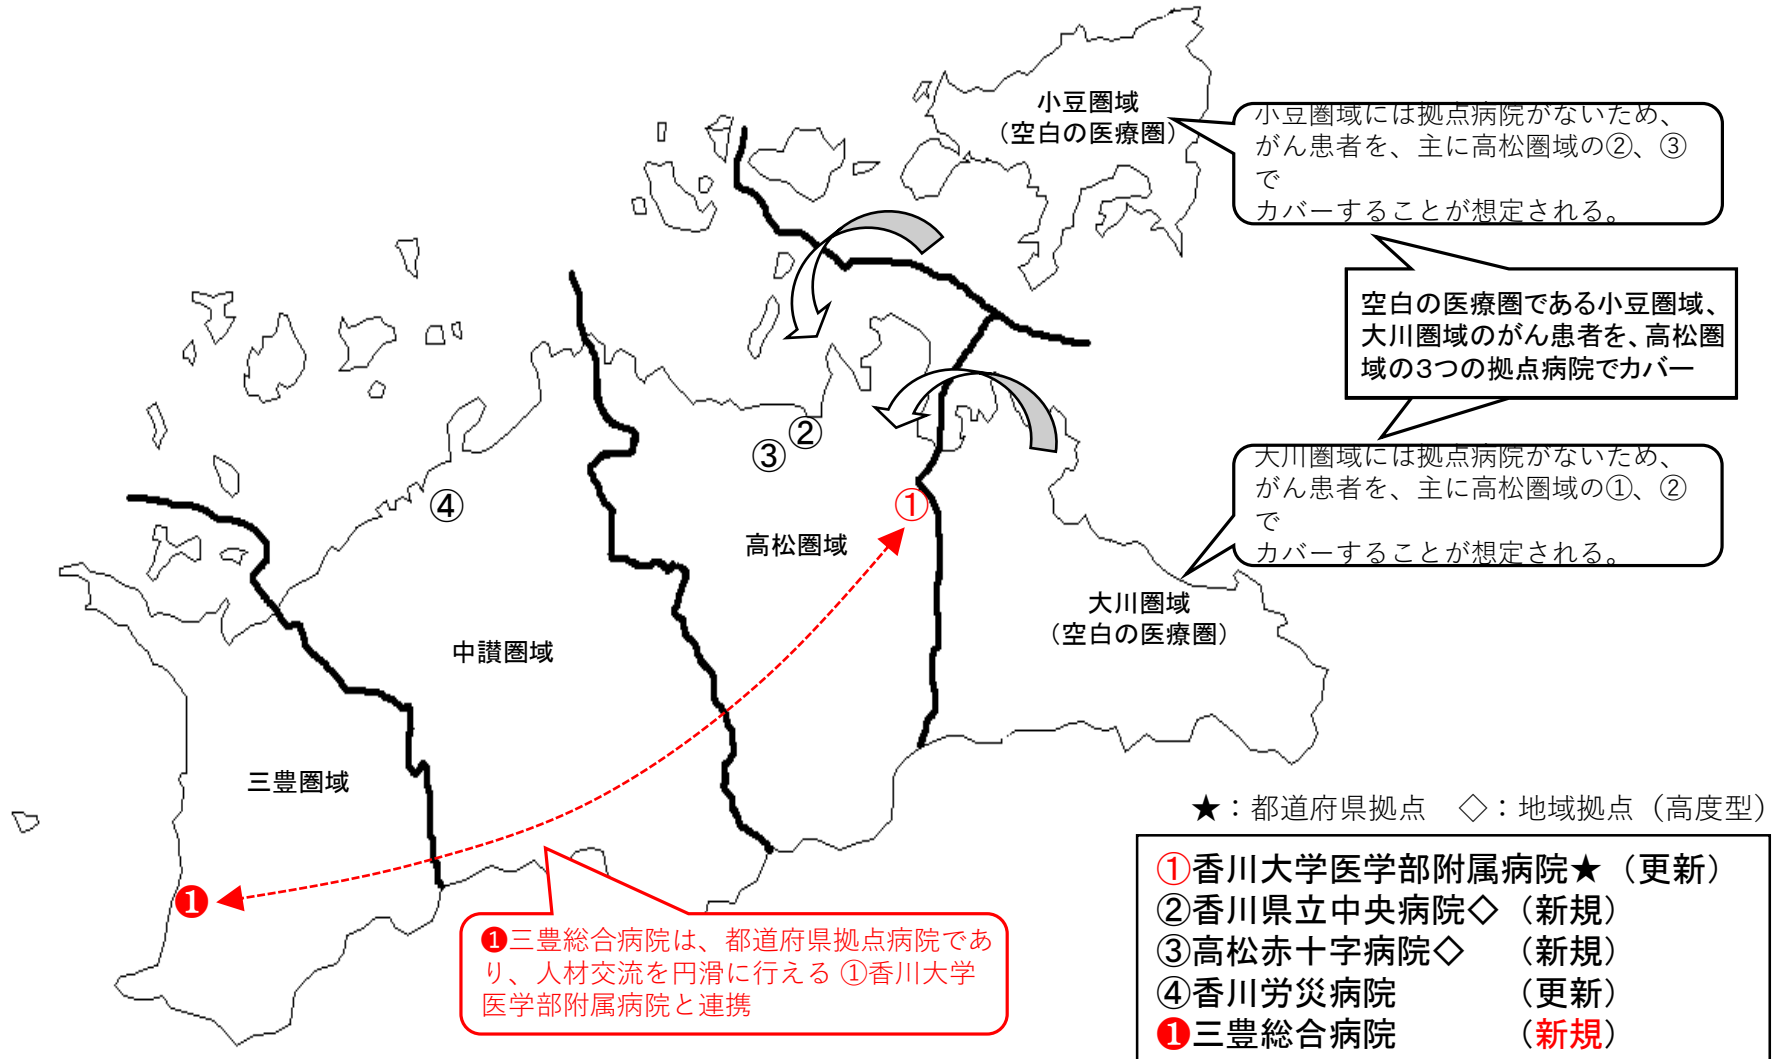 小豆圏域
（空白の医療圏）
小豆圏域には拠点病院がないため、
がん患者を、主に高松圏域の②、③
で
カバーすることが想定される。
空白の医療圏である小豆圏域、
大川圏域のがん患者を、高松圏
域の３つの拠点病院でカバー
②
③
④
①
大川圏域には拠点病院がないため、
がん患者を、主に高松圏域の①、②
で
カバーすることが想定される。
高松圏域
大川圏域
（空白の医療圏）
中讃圏域
三豊圏域
★：都道府県拠点　◇：地域拠点（高度型）
❶
❶三豊総合病院は、都道府県拠点病院であ
り、人材交流を円滑に行える ①香川大学
医学部附属病院と連携
①香川大学医学部附属病院★（更新）
②香川県立中央病院◇（新規）
③高松赤十字病院◇　（新規）
④香川労災病院　　　（更新）
❶三豊総合病院　　　（新規）